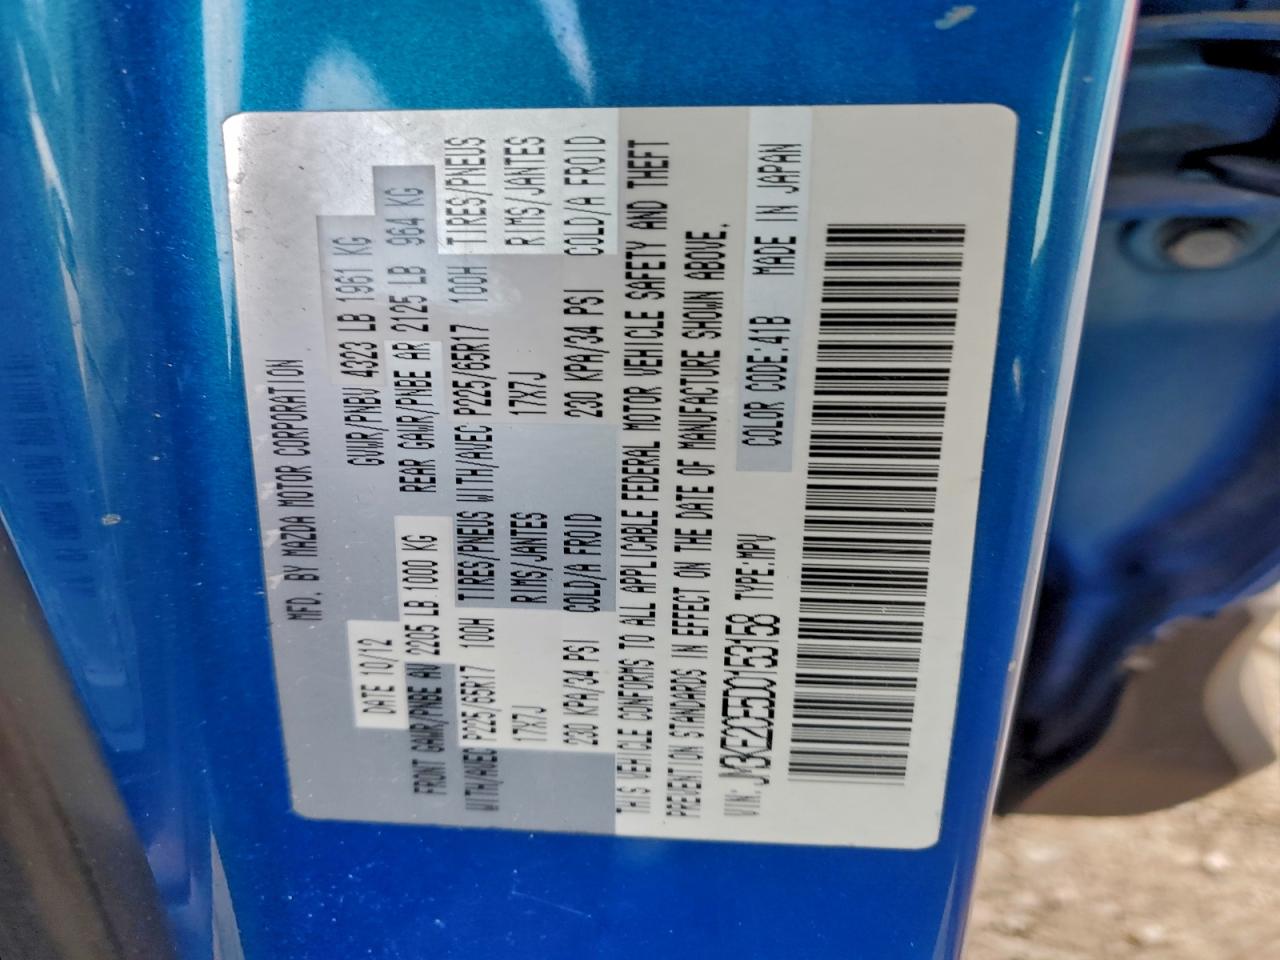 MFD. BY MAZDA MOTOR CORPORATION
DATE 10/12 GVWR/PNBV 4323 LB 1961 KG
FRONT GAWR/PNBE AV 2205 LB 1000 KG REAR GAWR/PNBE AR 2125 LB 964 KG
WITH/AVEC P225/65R17 100H TIRES/PNEUS WITH/AVEC P225/65R17 100H TIRES/PNEUS
17X7J RIMS/JANTES 17X7J RIMS/JANTES
230 KPA/34 PSI COLD/A FROID 230 KPA/34 PSI COLD/A FROID
THIS VEHICLE CONFORMS TO ALL APPLICABLE FEDERAL MOTOR VEHICLE SAFETY AND THEFT
PREVENTION STANDARDS IN EFFECT ON THE DATE OF MANUFACTURE SHOWN ABOVE.
VIN: JM3KE2CE5D0153158 TYPE:MPV COLOR CODE:41B MADE IN JAPAN